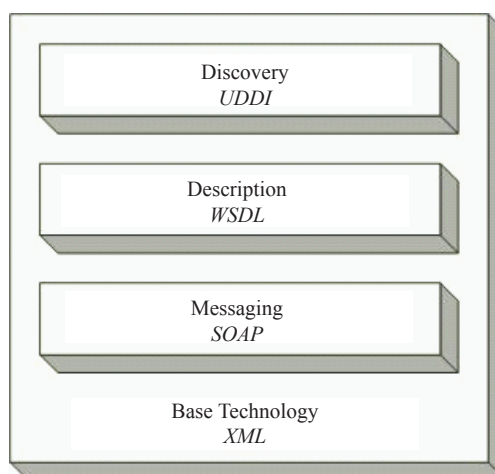 Discovery
UDDI
Description
WSDL
Messaging
SOAP
Base Technology
XML